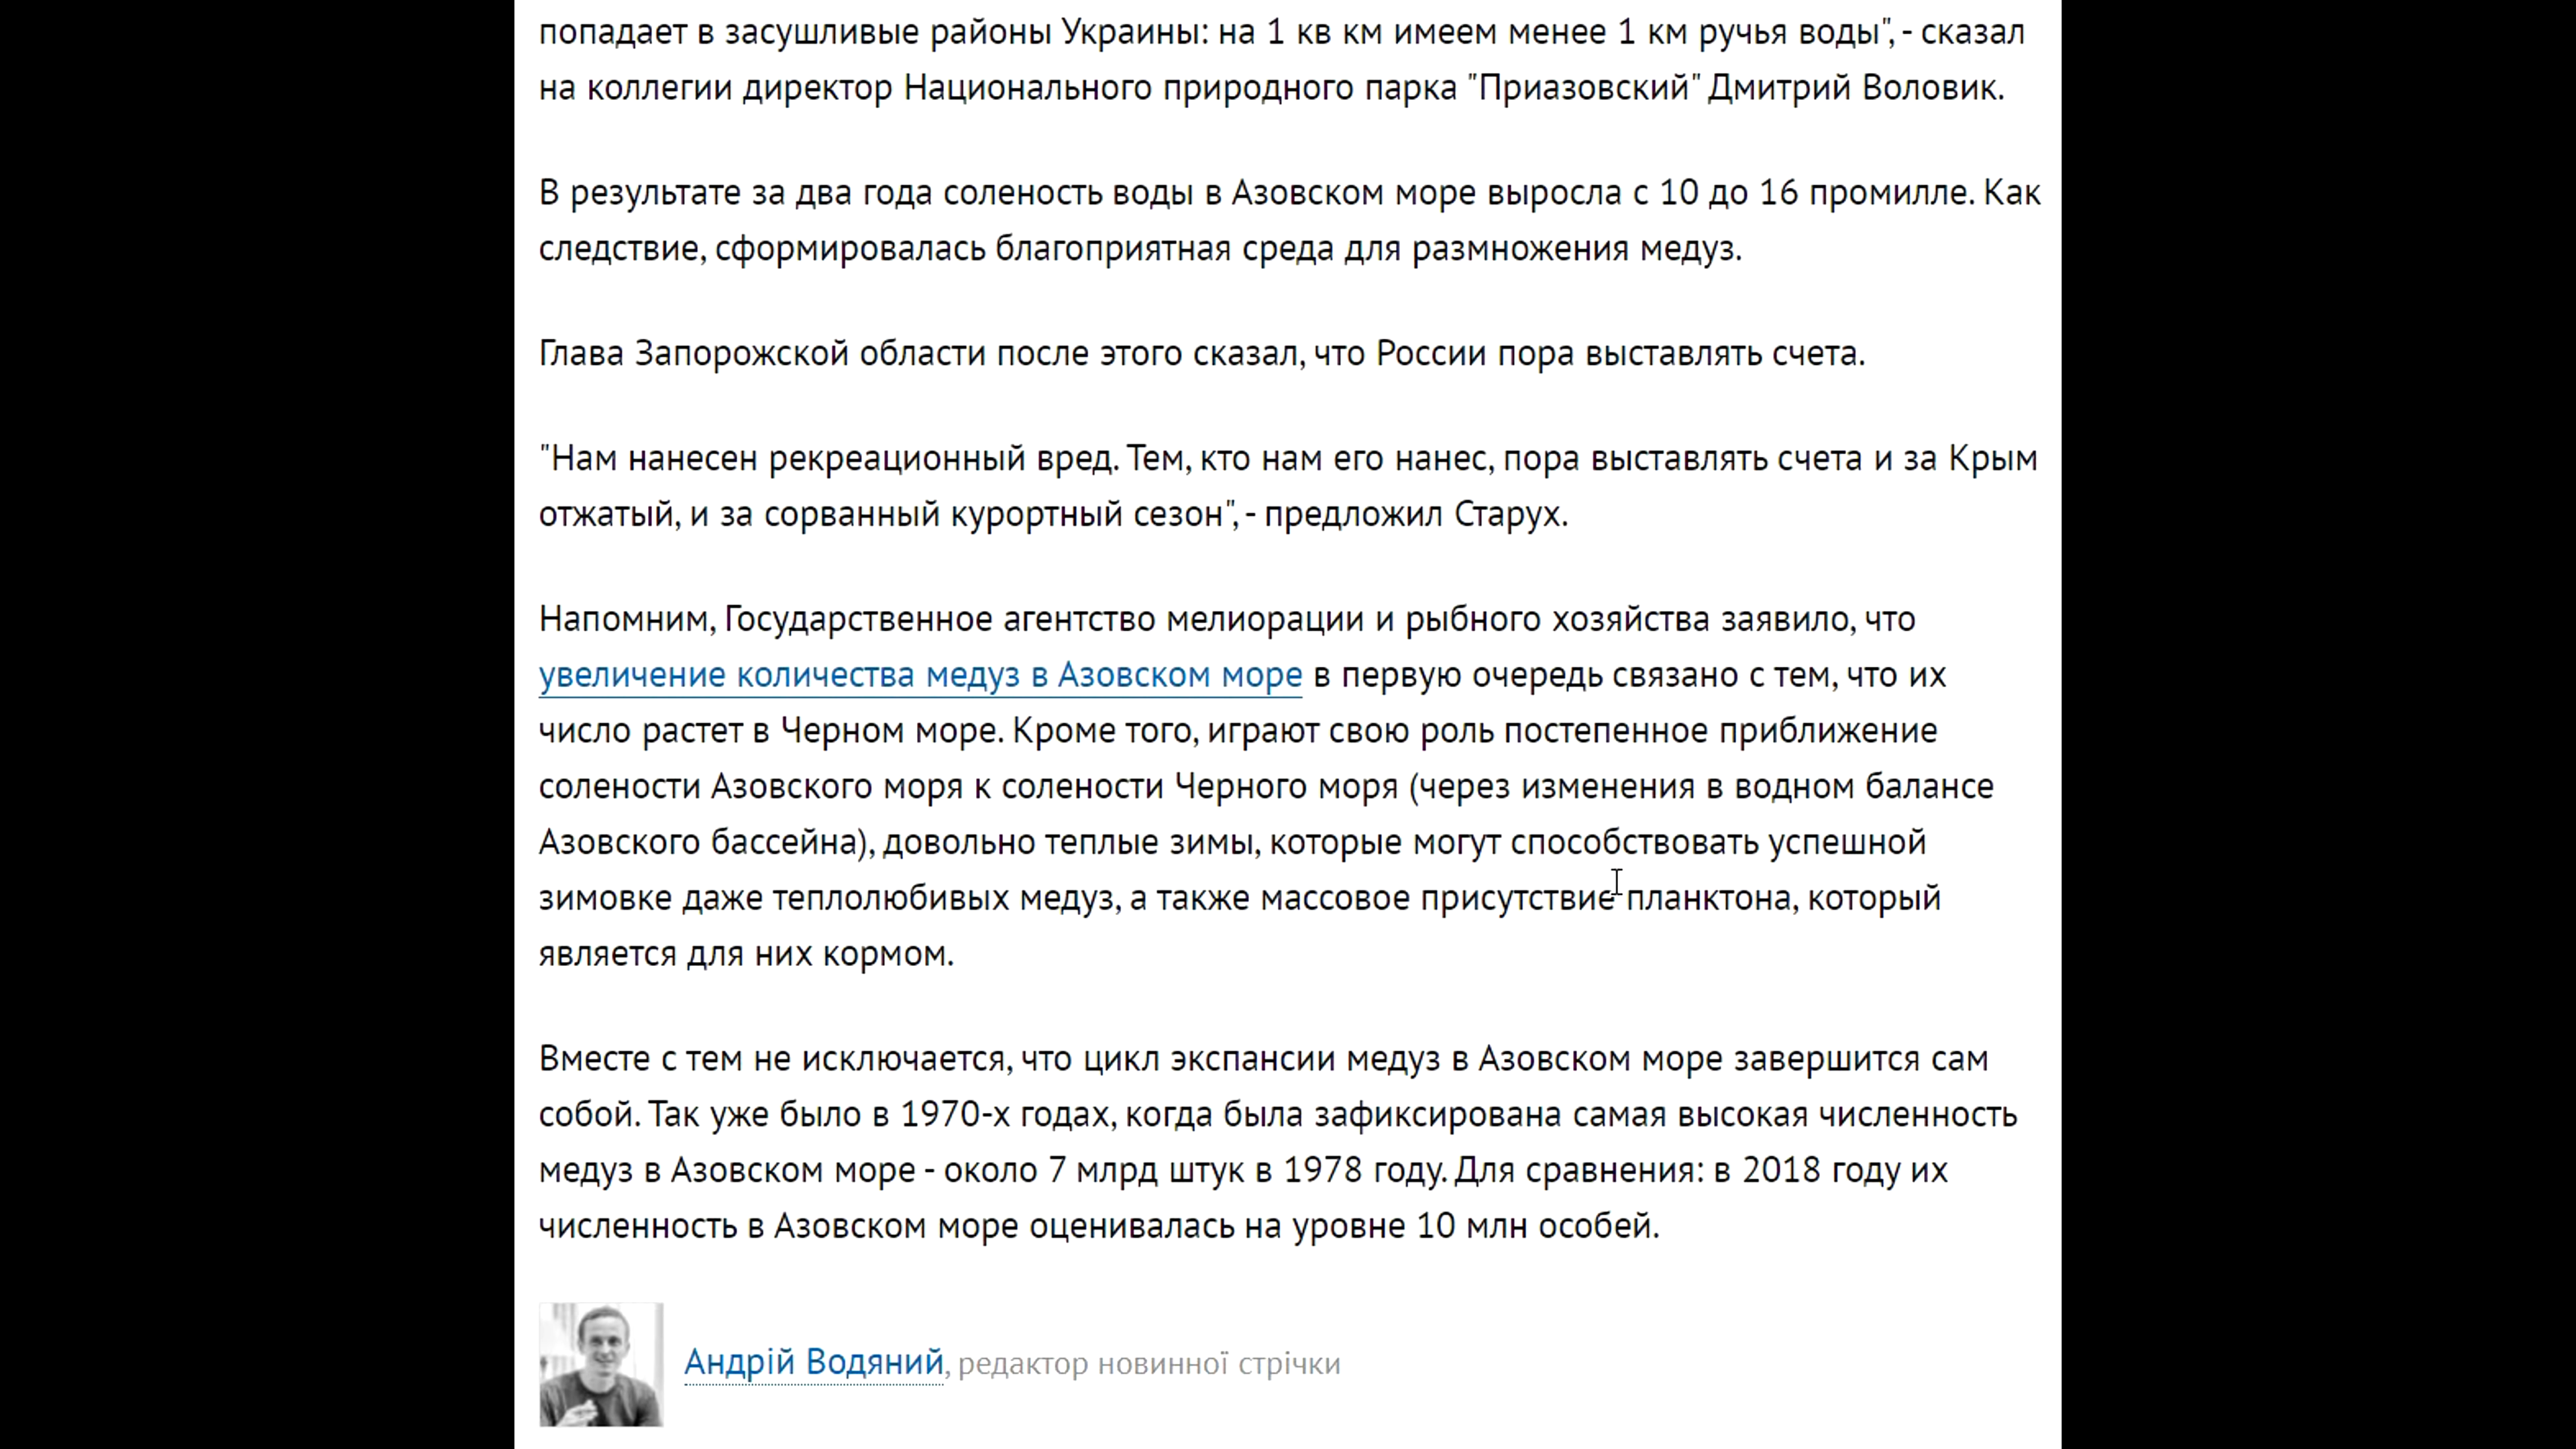 попадает в засушливые районы Украины: на 1 кв км имеем менее 1 км ручья воды", - сказал
на коллегии директор Национального природного парка "Приазовский" Дмитрий Воловик.
В результате за два года соленость воды в Азовском море выросла с 10 до 16 промилле. Как
следствие, сформировалась благоприятная среда для размножения медуз.
Глава Запорожской области после этого сказал, что России пора выставлять счета.
"Нам нанесен рекреационный вред. Тем, кто нам его нанес, пора выставлять счета и за Крым
отжатый, и за сорванный курортный сезон", - предложил Старух.
Напомним, Государственное агентство мелиорации и рыбного хозяйства заявило, что
увеличение количества медуз в Азовском море в первую очередь связано с тем, что их
число растет в Черном море. Кроме того, играют свою роль постепенное приближение
солености Азовского моря к солености Черного моря (через изменения в водном балансе
Азовского бассейна), довольно теплые зимы, которые могут способствовать успешной
зимовке даже теплолюбивых медуз, а также массовое присутствие планктона, который
является для них кормом.
Вместе с тем не исключается, что цикл экспансии медуз в Азовском море завершится сам
собой. Так уже было в 1970-х годах, когда была зафиксирована самая высокая численность
медуз в Азовском море - около 7 млрд штук в 1978 году. Для сравнения: в 2018 году их
численность в Азовском море оценивалась на уровне 10 млн особей.
Андрій Водяний, редактор новинної стрічки